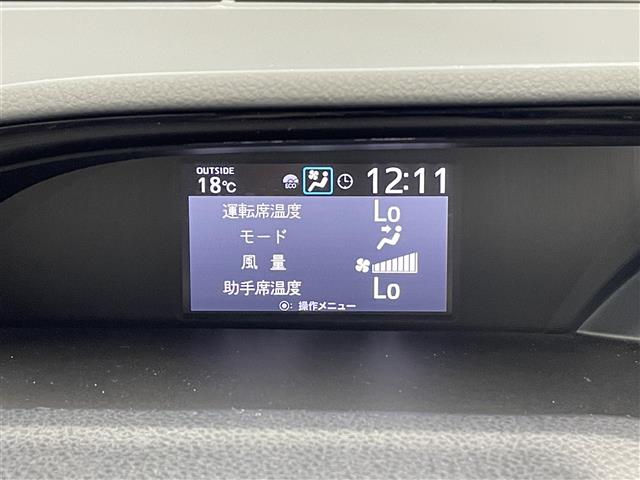 OUTSIDE
18℃ ECO 12:11
運転席温度 Lo
モード
風量
助手席温度 Lo
◉: 操作メニュー